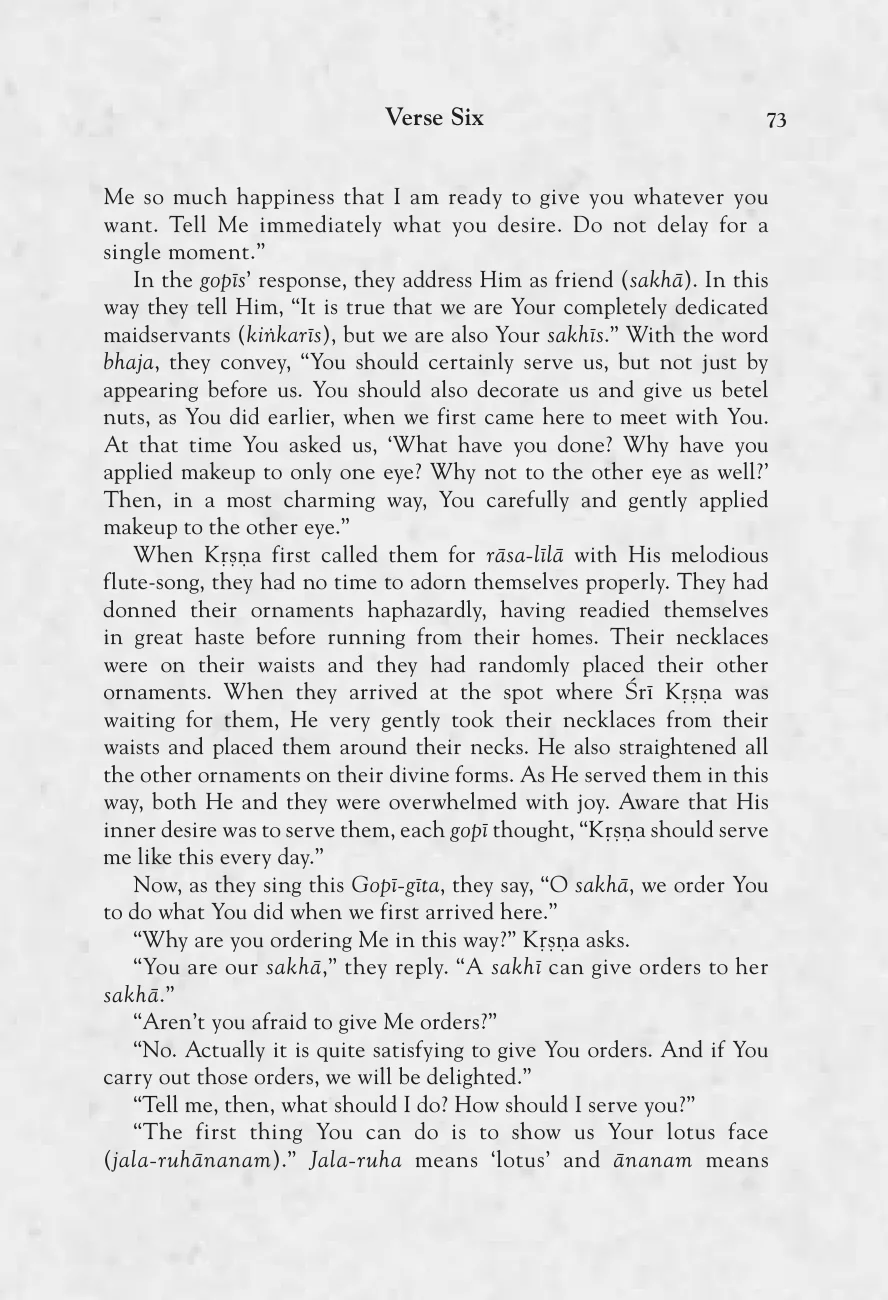 Verse Six
73
Me so much happiness that I am ready to give you whatever you
want. Tell Me immediately what you desire. Do not delay for a
single moment.”
In the gopīs’ response, they address Him as friend (sakhā). In this
way they tell Him, “It is true that we are Your completely dedicated
maidservants (kiṅkarīs), but we are also Your sakhīs.” With the word
bhaja, they convey, “You should certainly serve us, but not just by
appearing before us. You should also decorate us and give us betel
nuts, as You did earlier, when we first came here to meet with You.
At that time You asked us, ‘What have you done? Why have you
applied makeup to only one eye? Why not to the other eye as well?’
Then, in a most charming way, You carefully and gently applied
makeup to the other eye.”
When Kṛṣṇa first called them for rāsa-līlā with His melodious
flute-song, they had no time to adorn themselves properly. They had
donned their ornaments haphazardly, having readied themselves
in great haste before running from their homes. Their necklaces
were on their waists and they had randomly placed their other
ornaments. When they arrived at the spot where Śrī Kṛṣṇa was
waiting for them, He very gently took their necklaces from their
waists and placed them around their necks. He also straightened all
the other ornaments on their divine forms. As He served them in this
way, both He and they were overwhelmed with joy. Aware that His
inner desire was to serve them, each gopī thought, “Kṛṣṇa should serve
me like this every day.”
Now, as they sing this Gopī-gīta, they say, “O sakhā, we order You
to do what You did when we first arrived here.”
“Why are you ordering Me in this way?” Kṛṣṇa asks.
“You are our sakhā,” they reply. “A sakhī can give orders to her
sakhā.”
“Aren’t you afraid to give Me orders?”
“No. Actually it is quite satisfying to give You orders. And if You
carry out those orders, we will be delighted.”
“Tell me, then, what should I do? How should I serve you?”
“The first thing You can do is to show us Your lotus face
(jala-ruhānanam).” Jala-ruha means ‘lotus’ and ānanam means